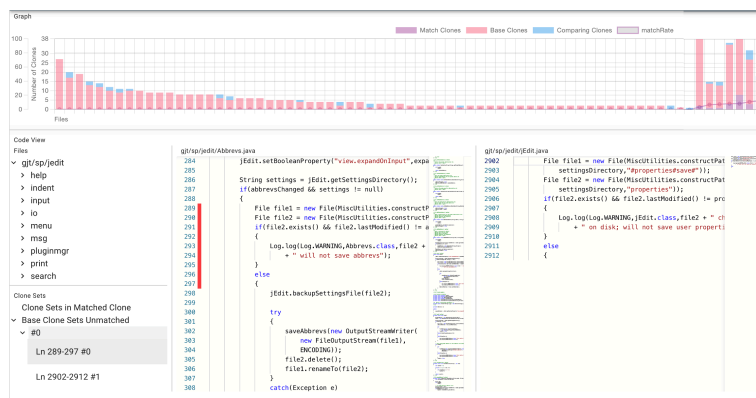 Graph
Match Clones Base Clones Comparing Clones matchRate
100 38
80
60
40
20
0
30
25
20
15
10
5
0
Number of Clones
Files
Code View
Files
gjt/sp/jedit
help
indent
input
io
menu
msg
pluginmgr
print
search
Clone Sets
Clone Sets in Matched Clone
Base Clone Sets Unmatched
#0
Ln 289-297 #0
Ln 2902-2912 #1
gjt/sp/jedit/Abbrevs.java
284 jEdit.setBooleanProperty("view.expandOnInput",expa
285
286 String settings = jEdit.getSettingsDirectory();
287 if(abbrevsChanged && settings != null)
288 {
289 File file1 = new File(MiscUtilities.constructP
290 File file2 = new File(MiscUtilities.constructP
291 if(file2.exists() && file2.lastModified() != a
292 {
293 Log.log(Log.WARNING,Abbrevs.class,file2 +
294 + " will not save abbrevs");
295 }
296 else
297 {
298 jEdit.backupSettingsFile(file2);
299
300 try
301 {
302 saveAbbrevs(new OutputStreamWriter(
303 new FileOutputStream(file1),
304 ENCODING));
305 file2.delete();
306 file1.renameTo(file2);
307 }
308 catch(Exception e)
gjt/sp/jedit/jEdit.java
2902 File file1 = new File(MiscUtilities.constructPat
2903 settingsDirectory,"#properties#save#"));
2904 File file2 = new File(MiscUtilities.constructPat
2905 settingsDirectory,"properties"));
2906 if(file2.exists() && file2.lastModified() != pro
2907 {
2908 Log.log(Log.WARNING,jEdit.class,file2 + " ch
2909 + " on disk; will not save user properti
2910 }
2911 else
2912 {